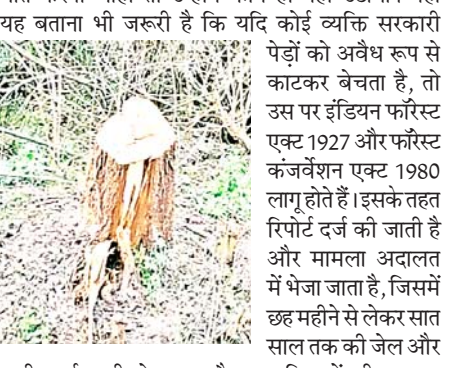 यह बताना भी जरूरी है कि यदि कोई व्यक्ति सरकारी
पेड़ों को अवैध रूप से
काटकर बेचता है, तो
उस पर इंडियन फॉरेस्ट
एक्ट 1927 और फॉरेस्ट
कंजर्वेशन एक्ट 1980
लागू होते हैं। इसके तहत
रिपोर्ट दर्ज की जाती है
और मामला अदालत
में भेजा जाता है, जिसमें
छह महीने से लेकर सात
साल तक की जेल और